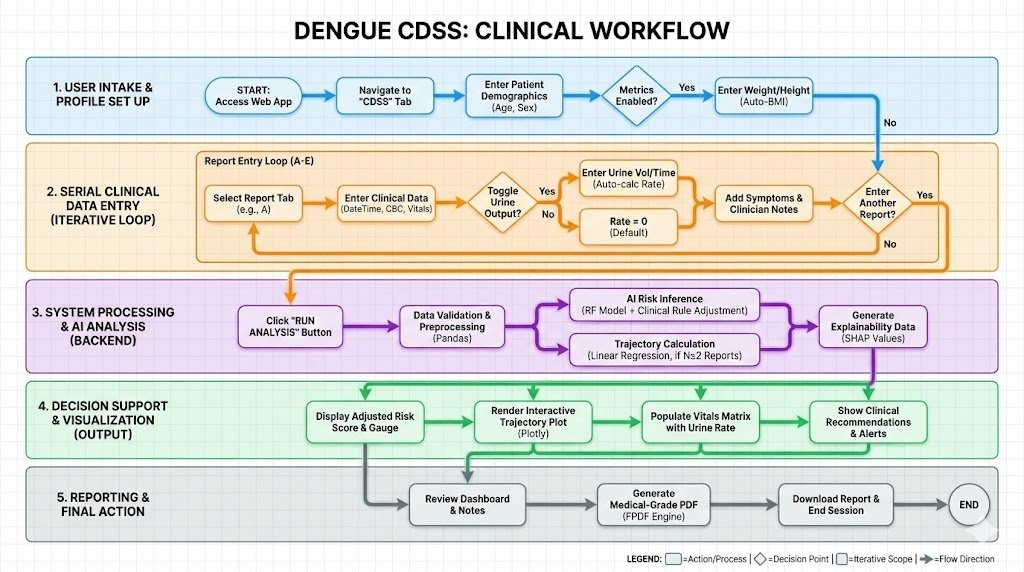 DENGUE CDSS: CLINICAL WORKFLOW
1. USER INTAKE &
PROFILE SET UP
START:
Access Web App
Navigate to
"CDSS" Tab
Enter Patient
Demographics
(Age, Sex)
Metrics
Enabled?
Yes
Enter Weight/Height
(Auto-BMI)
No
2. SERIAL CLINICAL
DATA ENTRY
(ITERATIVE LOOP)
Report Entry Loop (A-E)
Select Report Tab
(e.g., A)
Enter Clinical Data
(DateTime, CBC, Vitals)
Toggle
Urine
Output?
Yes
No
Enter Urine Vol/Time
(Auto-calc Rate)
Rate = 0
(Default)
Add Symptoms &
Clinician Notes
Enter
Another
Report?
Yes
No
3. SYSTEM PROCESSING
& AI ANALYSIS
(BACKEND)
Click "RUN
ANALYSIS" Button
Data Validation &
Preprocessing
(Pandas)
AI Risk Inference
(RF Model + Clinical Rule Adjustment)
Trajectory Calculation
(Linear Regression, if N≥2 Reports)
Generate
Explainability Data
(SHAP Values)
4. DECISION SUPPORT
& VISUALIZATION
(OUTPUT)
Display Adjusted Risk
Score & Gauge
Render Interactive
Trajectory Plot
(Plotly)
Populate Vitals Matrix
with Urine Rate
Show Clinical
Recommendations
& Alerts
5. REPORTING &
FINAL ACTION
Review Dashboard
& Notes
Generate
Medical-Grade PDF
(FPDF Engine)
Download Report &
End Session
END
LEGEND: =Action/Process | =Decision Point | =Iterative Scope | =Flow Direction